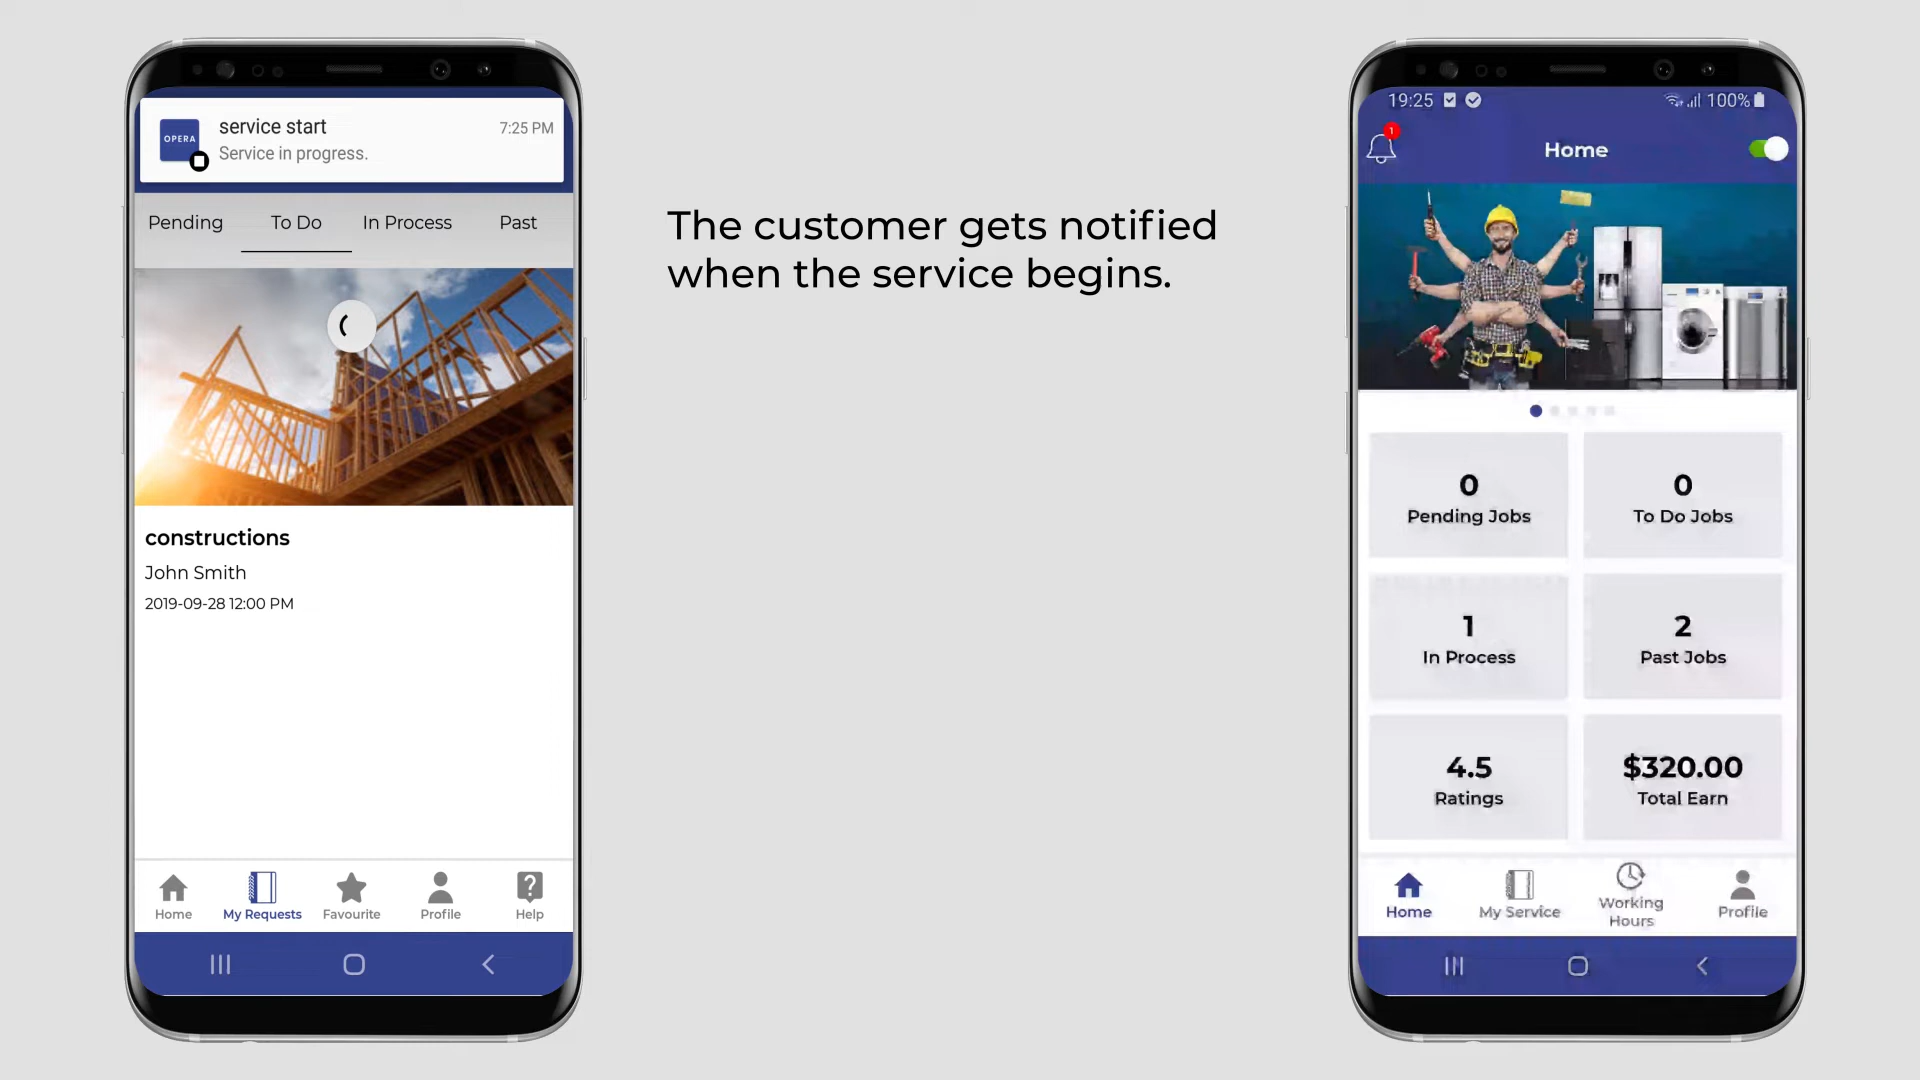 OPERA
service start
7:25 PM
Service in progress.
Pending
To Do
In Process
Past
constructions
John Smith
2019-09-28 12:00 PM
Home
My Requests
Favourite
Profile
Help
The customer gets notified
when the service begins.
19:25
100%
1
Home
0
Pending Jobs
0
To Do Jobs
1
In Process
2
Past Jobs
4.5
Ratings
$320.00
Total Earn
Home
My Service
Working
Hours
Profile